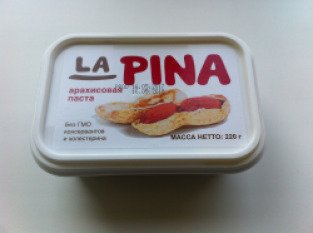 LA PINA
арахисовая
паста
без ГМО
консервантов
и холестерина
МАССА НЕТТО: 220 г